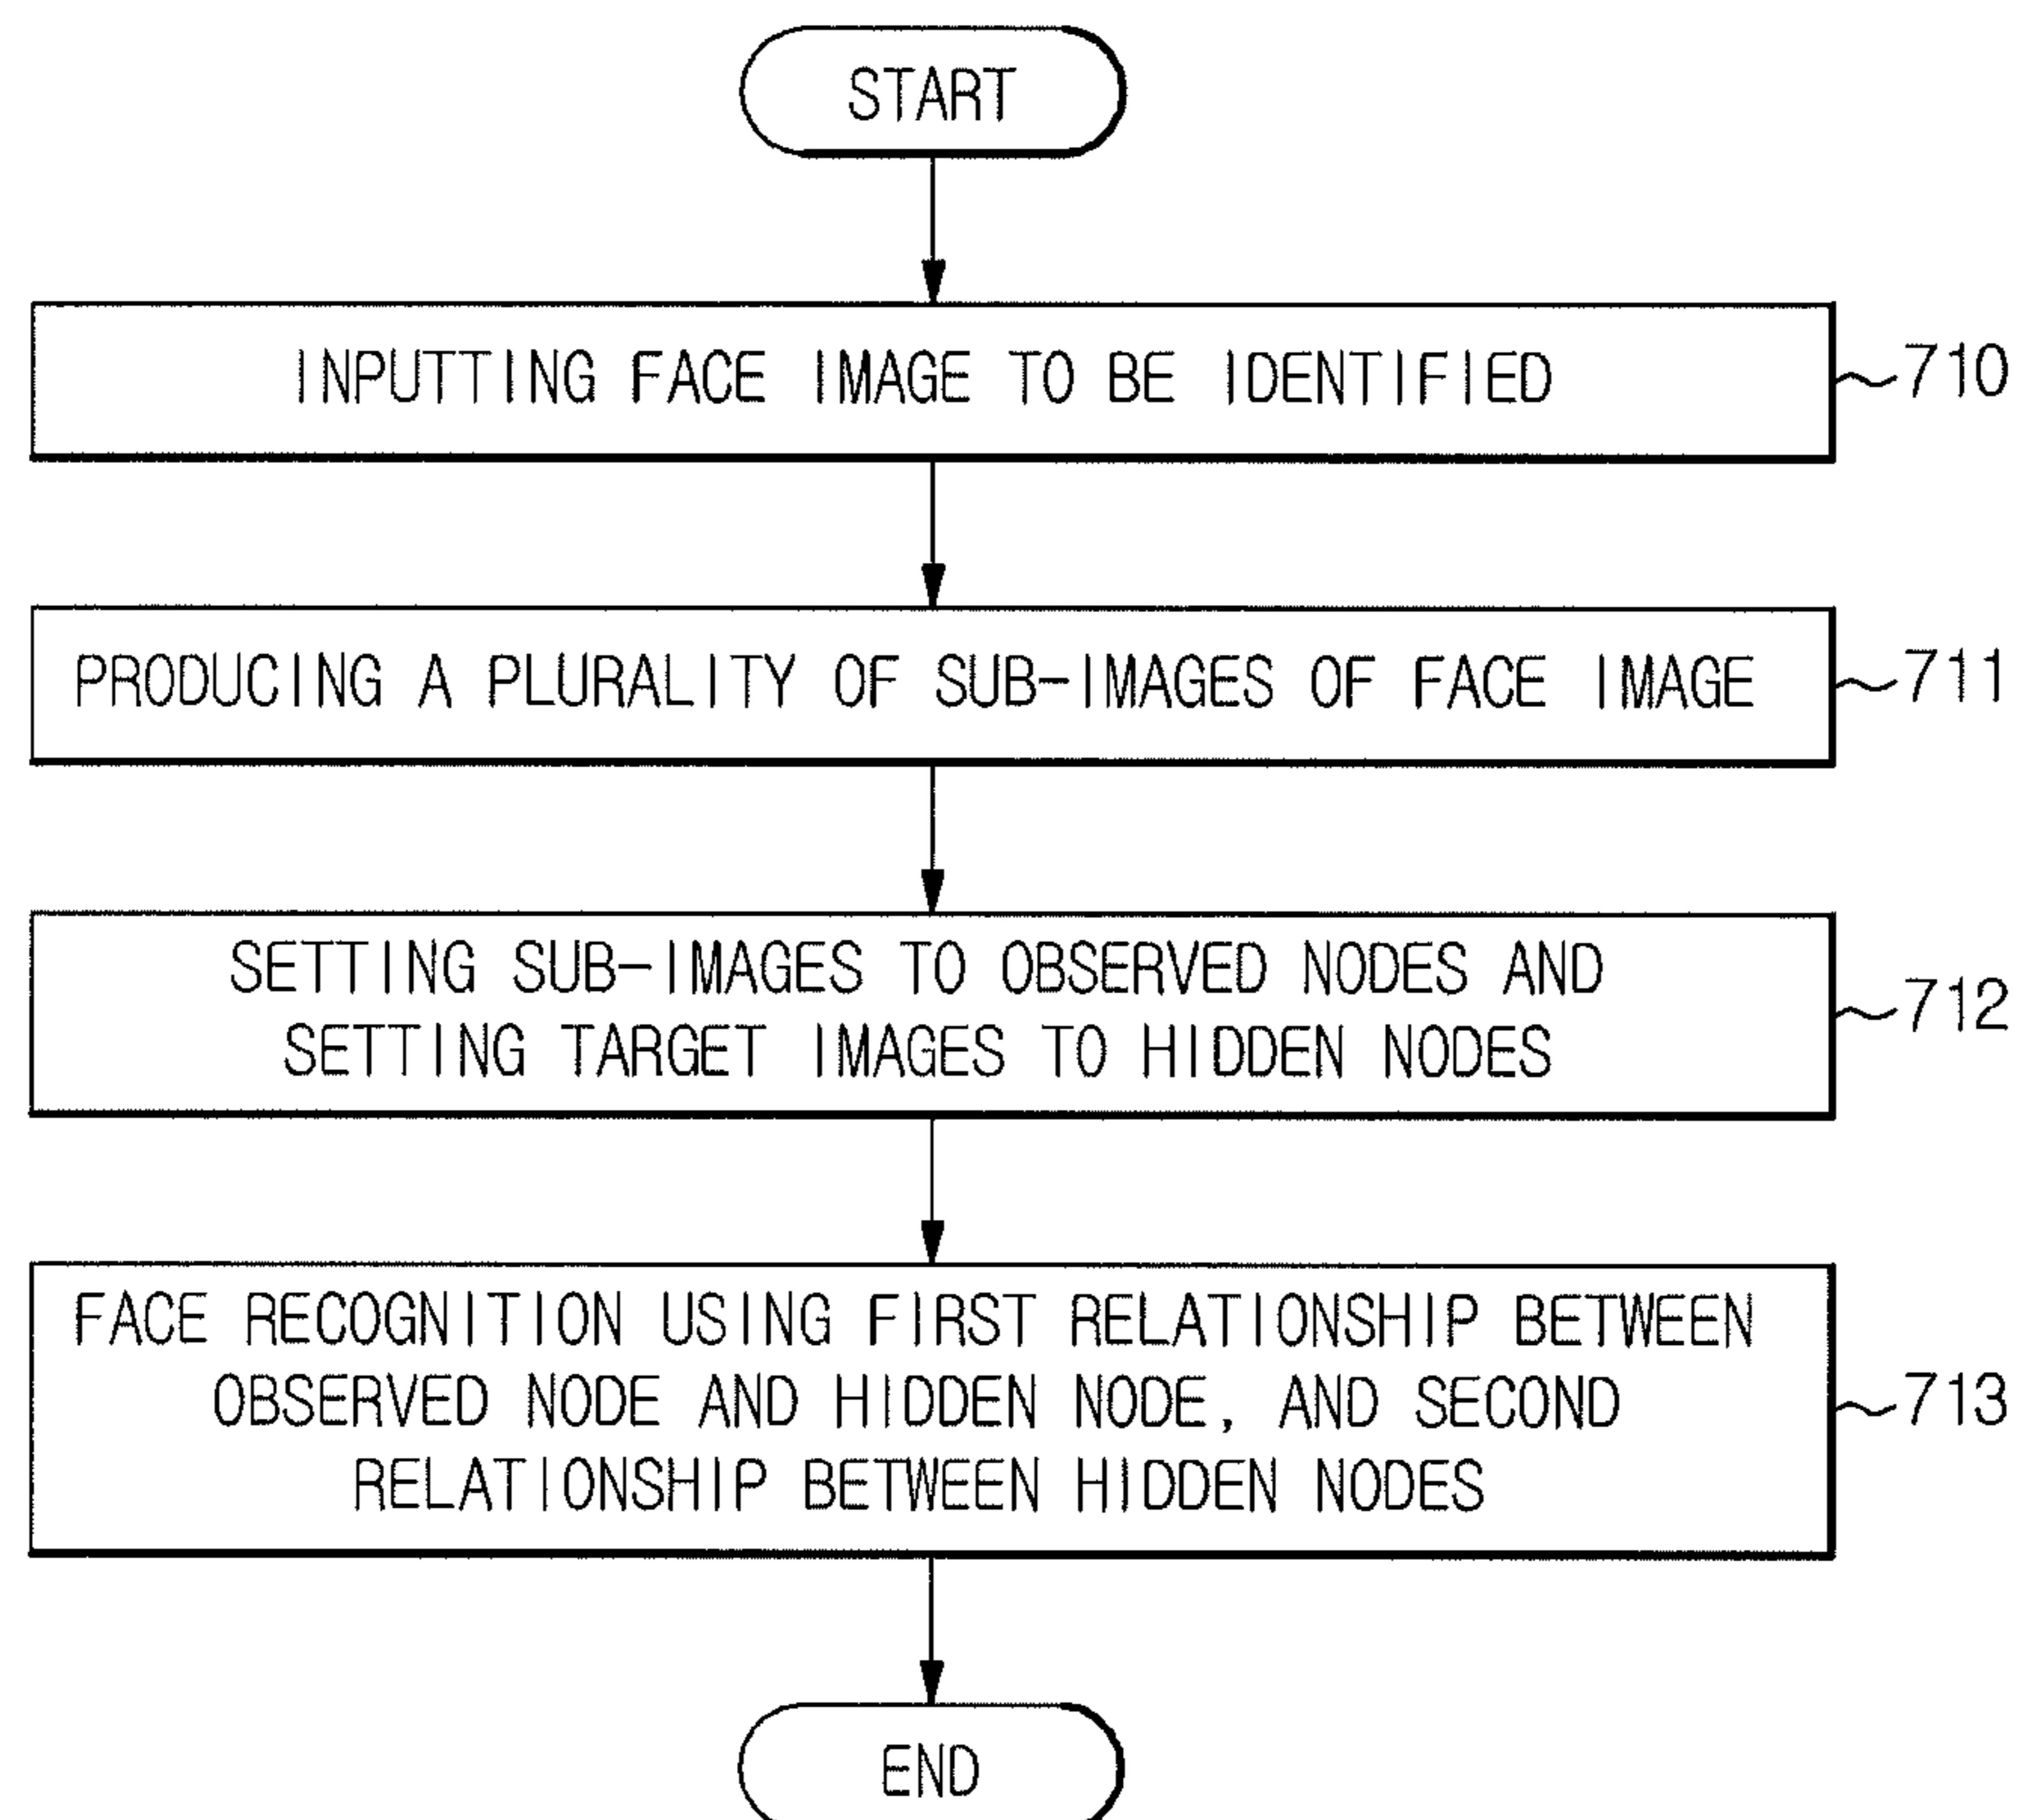 START
INPUTTING FACE IMAGE TO BE IDENTIFIED
710
PRODUCING A PLURALITY OF SUB-IMAGES OF FACE IMAGE
711
SETTING SUB-IMAGES TO OBSERVED NODES AND
SETTING TARGET IMAGES TO HIDDEN NODES
712
FACE RECOGNITION USING FIRST RELATIONSHIP BETWEEN
OBSERVED NODE AND HIDDEN NODE, AND SECOND
RELATIONSHIP BETWEEN HIDDEN NODES
713
END